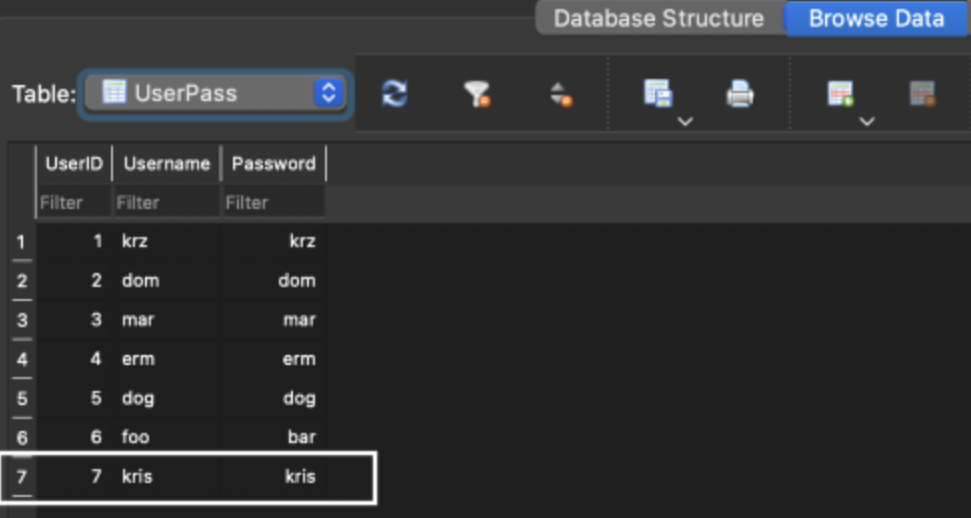 Database Structure Browse Data
Table: UserPass
UserID Username Password
Filter Filter Filter
1 1 krz krz
2 2 dom dom
3 3 mar mar
4 4 erm erm
5 5 dog dog
6 6 foo bar
7 7 kris kris